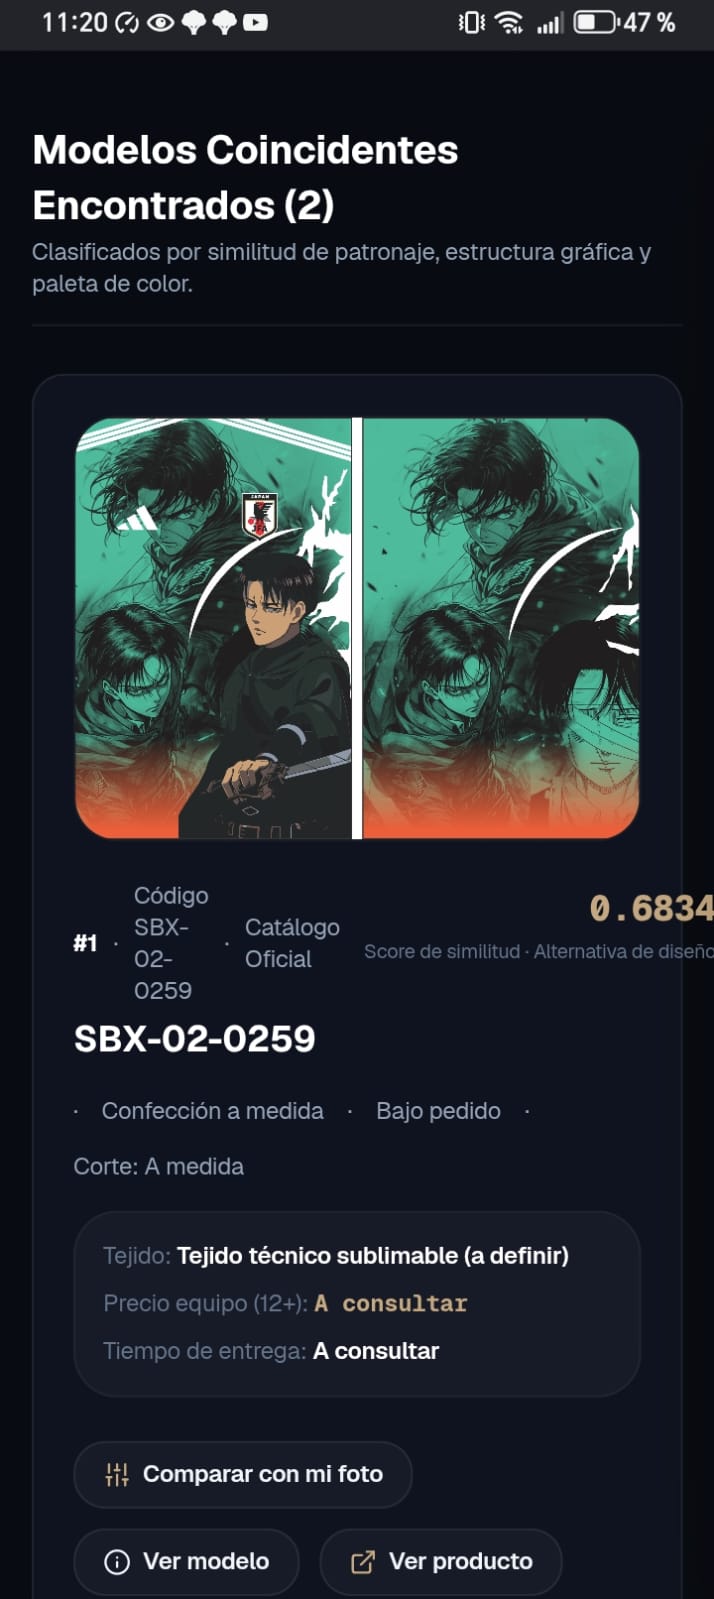 11:20
47 %
Modelos Coincidentes
Encontrados (2)
Clasificados por similitud de patronaje, estructura gráfica y
paleta de color.
JAPAN
JFA
#1 · Código SBX-02-0259 · Catálogo Oficial
0.6834
Score de similitud · Alternativa de diseño
SBX-02-0259
· Confección a medida · Bajo pedido ·
Corte: A medida
Tejido: Tejido técnico sublimable (a definir)
Precio equipo (12+): A consultar
Tiempo de entrega: A consultar
Comparar con mi foto
Ver modelo
Ver producto